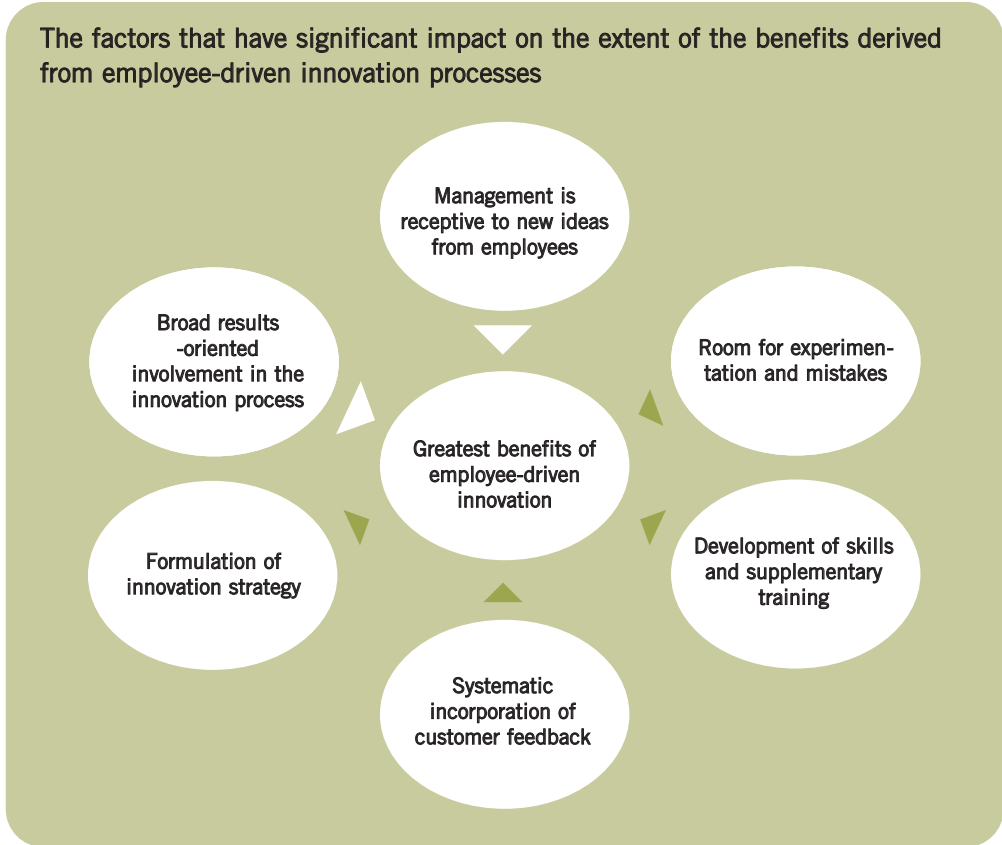 The factors that have significant impact on the extent of the benefits derived
from employee-driven innovation processes
Management is
receptive to new ideas
from employees
Broad results
-oriented
involvement in the
innovation process
Room for experimen-
tation and mistakes
Greatest benefits of
employee-driven
innovation
Formulation of
innovation strategy
Development of skills
and supplementary
training
Systematic
incorporation of
customer feedback